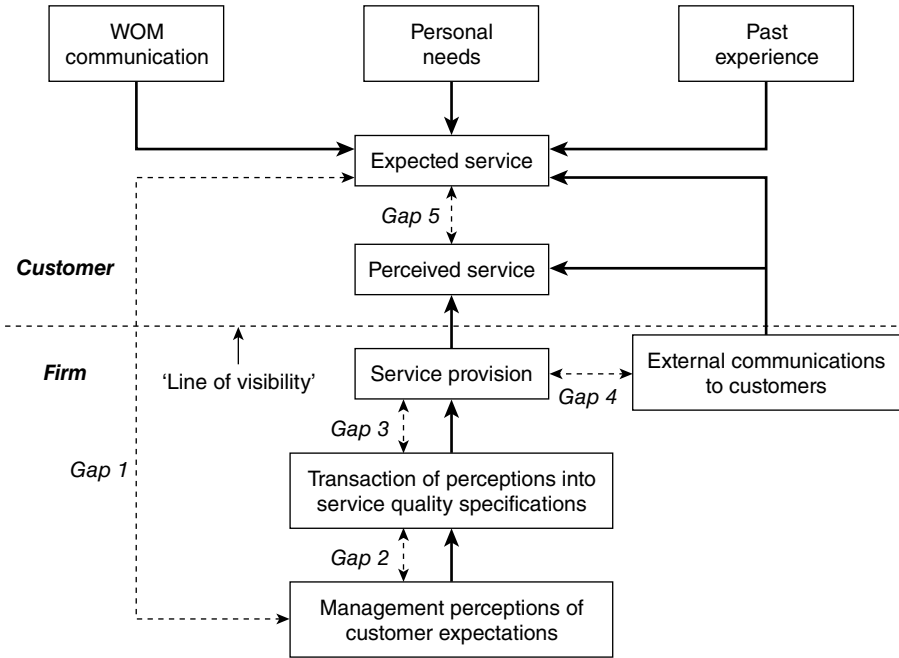 WOM
communication
Personal
needs
Past
experience
Expected service
Gap 5
Customer
Perceived service
Firm
'Line of visibility'
Service provision
External communications
to customers
Gap 4
Gap 3
Gap 1
Transaction of perceptions into
service quality specifications
Gap 2
Management perceptions of
customer expectations